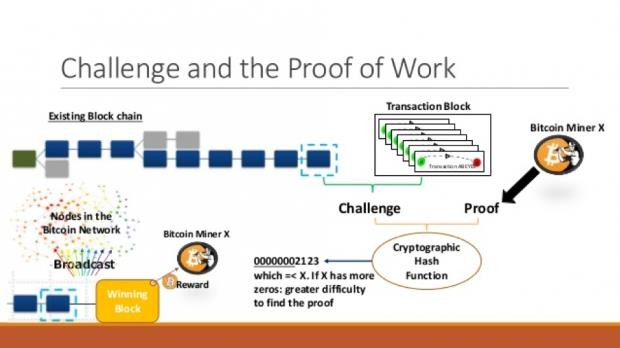 Challenge and the Proof of Work
Existing Block chain
Transaction Block
Bitcoin Miner X
Challenge
Proof
Nodes in the
Bitcoin Network
Bitcoin Miner X
Cryptographic
Hash
Function
00000002123
which =< X. If X has more
zeros: greater difficulty
to find the proof
Broadcast
Reward
Winning
Block